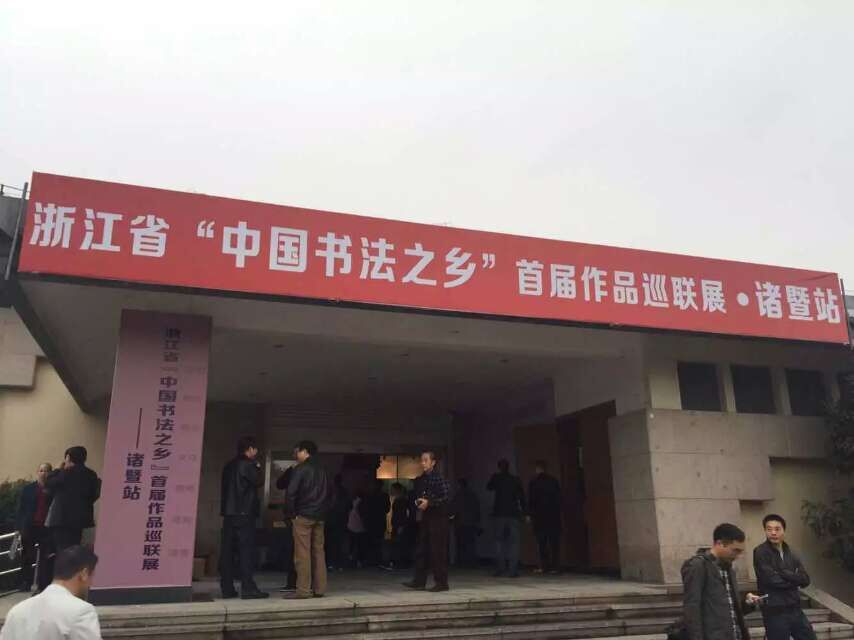 浙江省“中国书法之乡”首届作品巡联展·诸暨站
浙江省“中国书法之乡”首届作品巡联展
——诸暨站